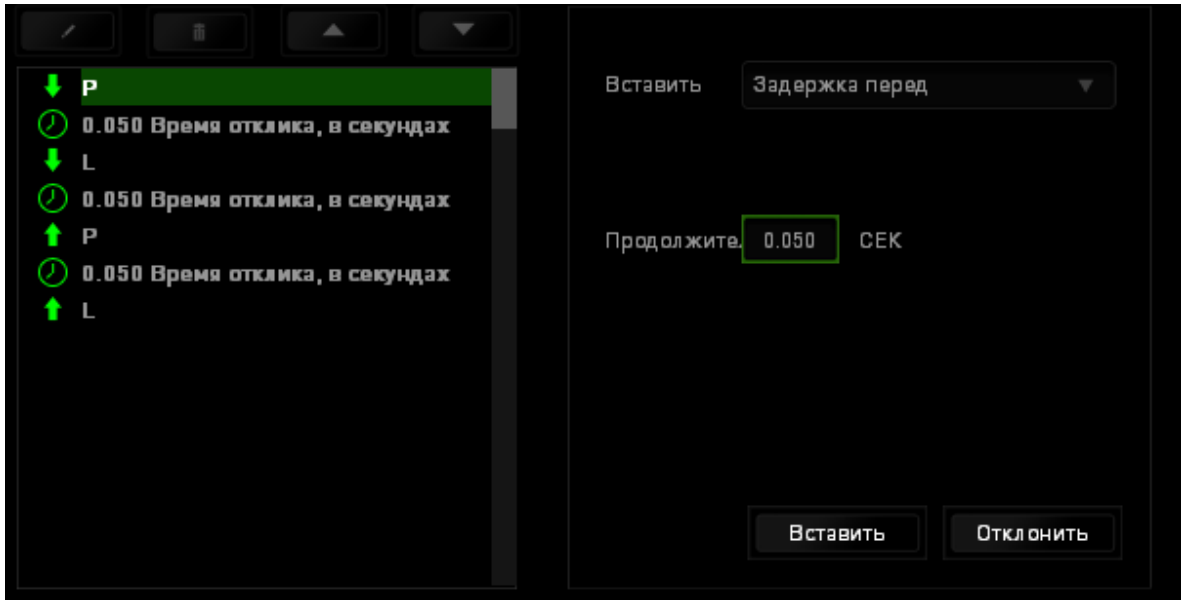 P
0.050 Время отклика, в секундах
L
0.050 Время отклика, в секундах
P
0.050 Время отклика, в секундах
L
Вставить Задержка перед
Продолжите. 0.050 СЕК
Вставить Отклонить